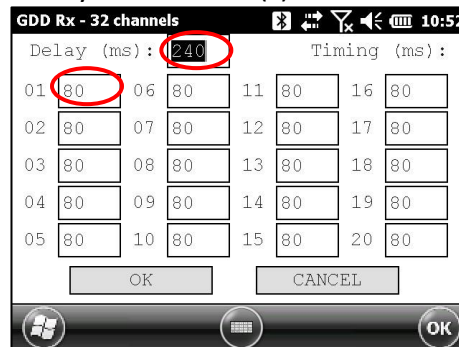 GDD Rx - 32 channels 10:52
Delay (ms): 240 Timing (ms):
01 80 06 80 11 80 16 80
02 80 07 80 12 80 17 80
03 80 08 80 13 80 18 80
04 80 09 80 14 80 19 80
05 80 10 80 15 80 20 80
OK CANCEL
OK